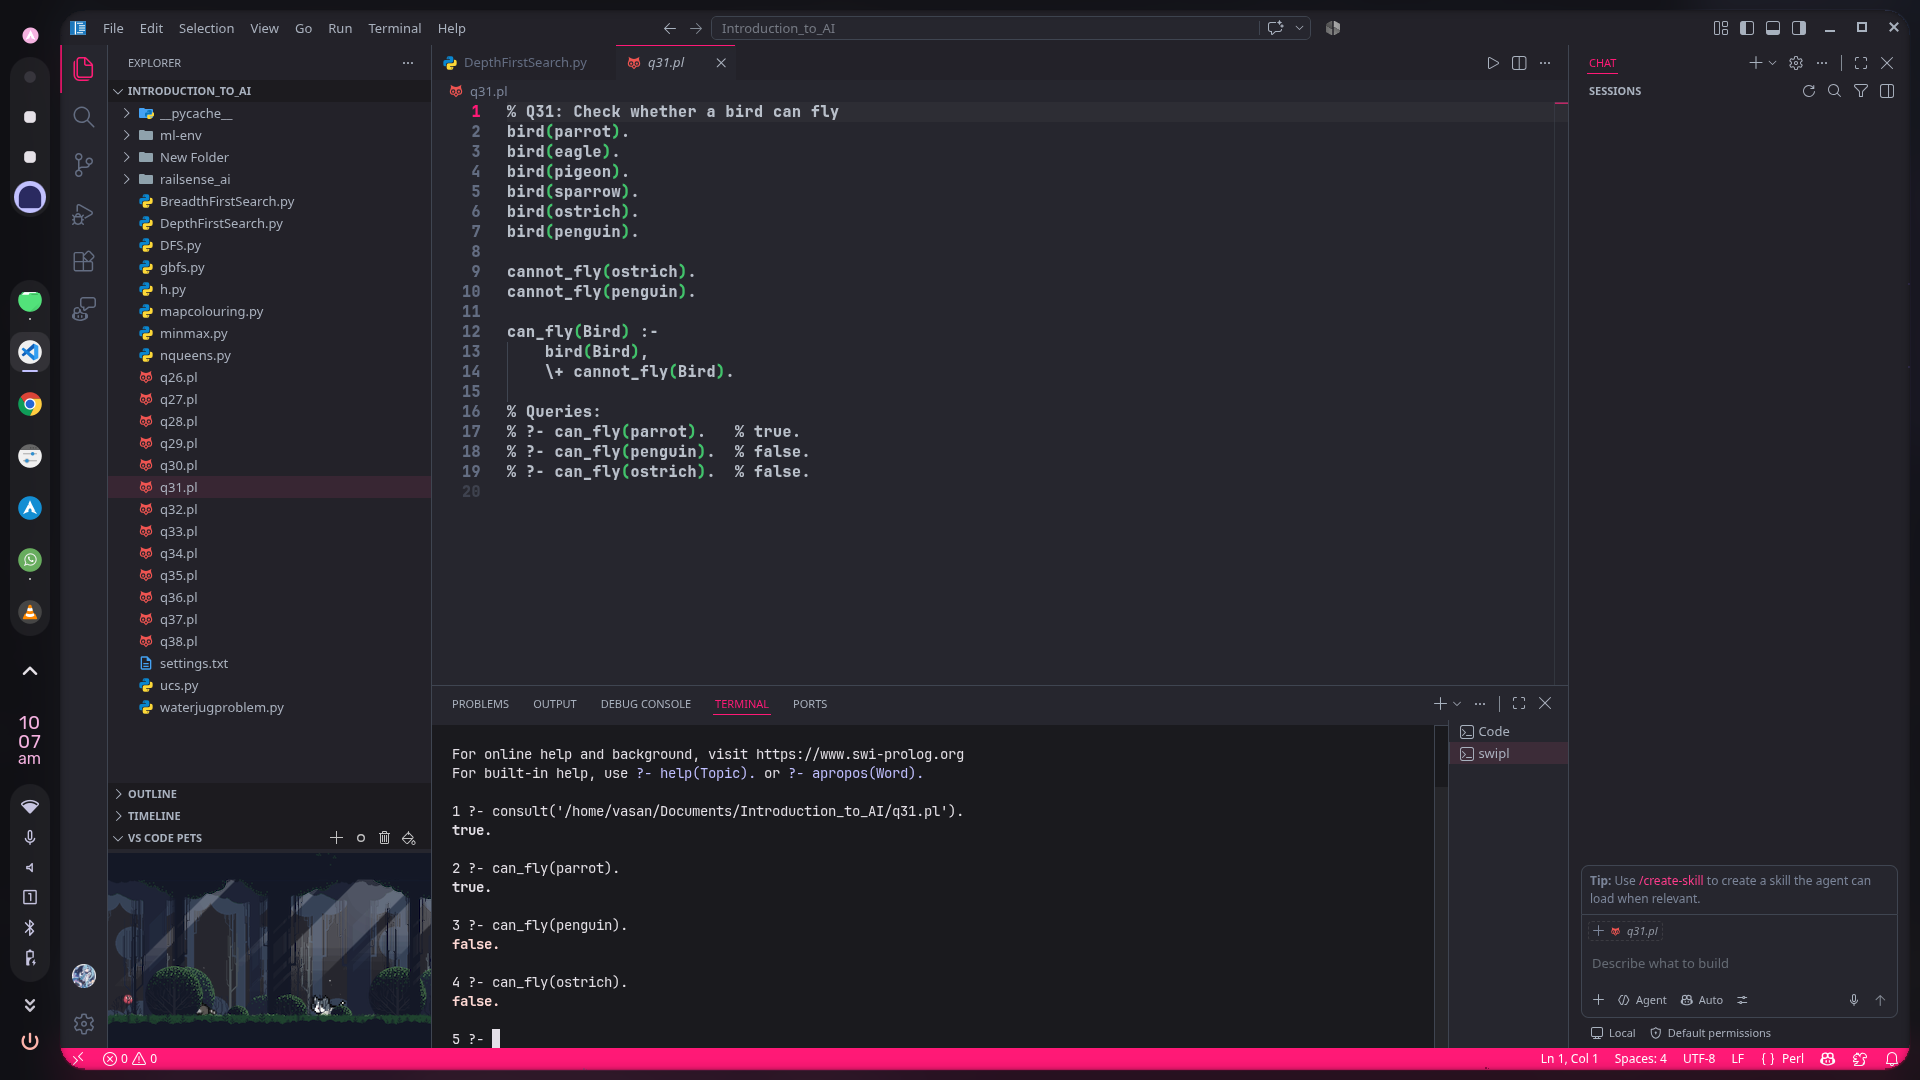 File Edit Selection View Go Run Terminal Help
Introduction_to_AI
EXPLORER
INTRODUCTION_TO_AI
__pycache__
ml-env
New Folder
railsense_ai
BreadthFirstSearch.py
DepthFirstSearch.py
DFS.py
gbfs.py
h.py
mapcolouring.py
minmax.py
nqueens.py
q26.pl
q27.pl
q28.pl
q29.pl
q30.pl
q31.pl
q32.pl
q33.pl
q34.pl
q35.pl
q36.pl
q37.pl
q38.pl
settings.txt
ucs.py
waterjugproblem.py
OUTLINE
TIMELINE
VS CODE PETS
10
07
am
DepthFirstSearch.py q31.pl
q31.pl
1 % Q31: Check whether a bird can fly
2 bird(parrot).
3 bird(eagle).
4 bird(pigeon).
5 bird(sparrow).
6 bird(ostrich).
7 bird(penguin).
8
9 cannot_fly(ostrich).
10 cannot_fly(penguin).
11
12 can_fly(Bird) :-
13 bird(Bird),
14 \+ cannot_fly(Bird).
15
16 % Queries:
17 % ?- can_fly(parrot). % true.
18 % ?- can_fly(penguin). % false.
19 % ?- can_fly(ostrich). % false.
20
PROBLEMS OUTPUT DEBUG CONSOLE TERMINAL PORTS
For online help and background, visit https://www.swi-prolog.org
For built-in help, use ?- help(Topic). or ?- apropos(Word).
1 ?- consult('/home/vasan/Documents/Introduction_to_AI/q31.pl').
true.
2 ?- can_fly(parrot).
true.
3 ?- can_fly(penguin).
false.
4 ?- can_fly(ostrich).
false.
5 ?-
Code
swipl
CHAT
SESSIONS
Tip: Use /create-skill to create a skill the agent can
load when relevant.
q31.pl
Describe what to build
Agent Auto
Local Default permissions
0 0
Ln 1, Col 1 Spaces: 4 UTF-8 LF { } Perl